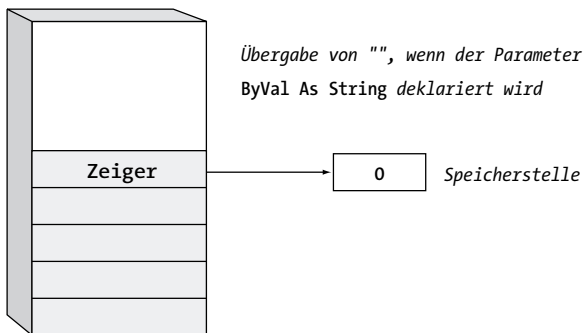 Übergabe von "", wenn der Parameter
ByVal As String deklariert wird
Zeiger
0
Speicherstelle